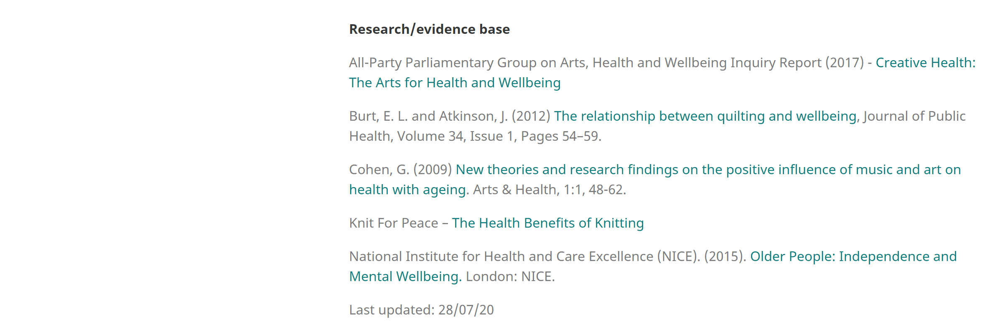 Research/evidence base
All-Party Parliamentary Group on Arts, Health and Wellbeing Inquiry Report (2017) - Creative Health:
The Arts for Health and Wellbeing
Burt, E. L. and Atkinson, J. (2012) The relationship between quilting and wellbeing, Journal of Public
Health, Volume 34, Issue 1, Pages 54–59.
Cohen, G. (2009) New theories and research findings on the positive influence of music and art on
health with ageing. Arts & Health, 1:1, 48-62.
Knit For Peace – The Health Benefits of Knitting
National Institute for Health and Care Excellence (NICE). (2015). Older People: Independence and
Mental Wellbeing. London: NICE.
Last updated: 28/07/20